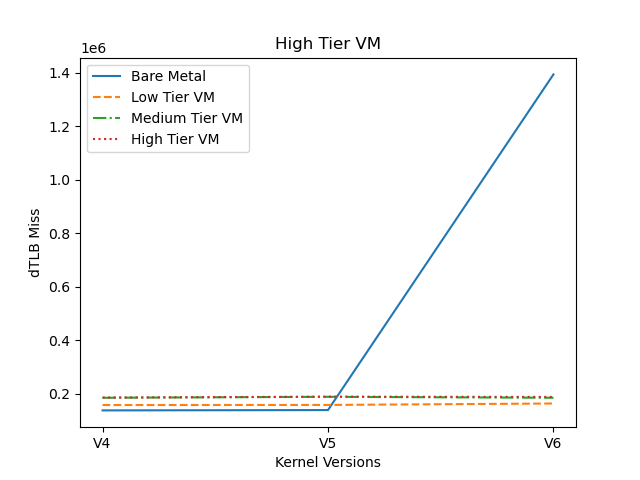 High Tier VM
1e6
Bare Metal
Low Tier VM
Medium Tier VM
High Tier VM
1.4
1.2
1.0
0.8
0.6
0.4
0.2
dTLB Miss
V4 V5 V6
Kernel Versions